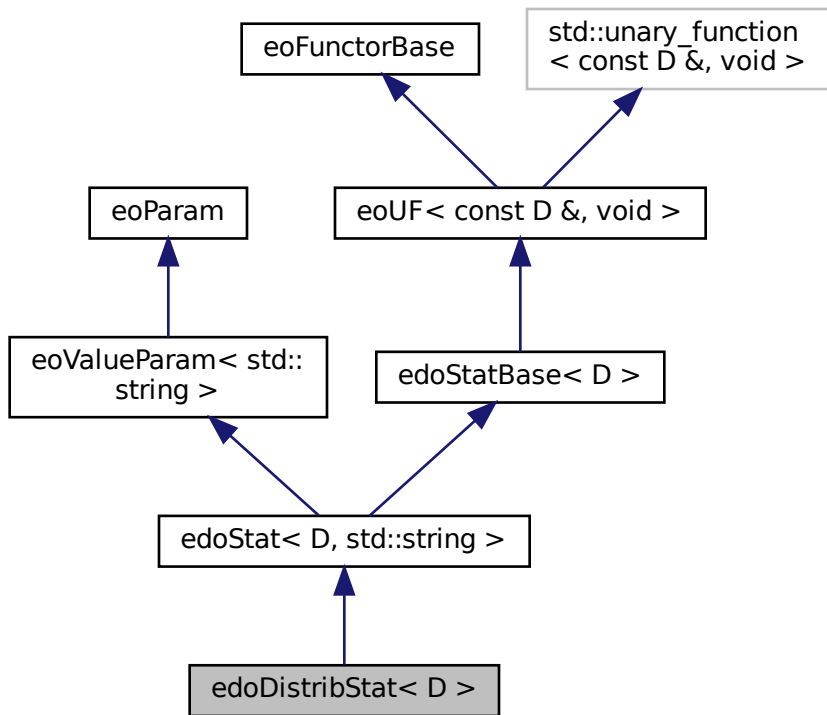 eoFunctorBase
std::unary_function
< const D &, void >
eoParam
eoUF< const D &, void >
eoValueParam< std::
string >
edoStatBase< D >
edoStat< D, std::string >
edoDistribStat< D >